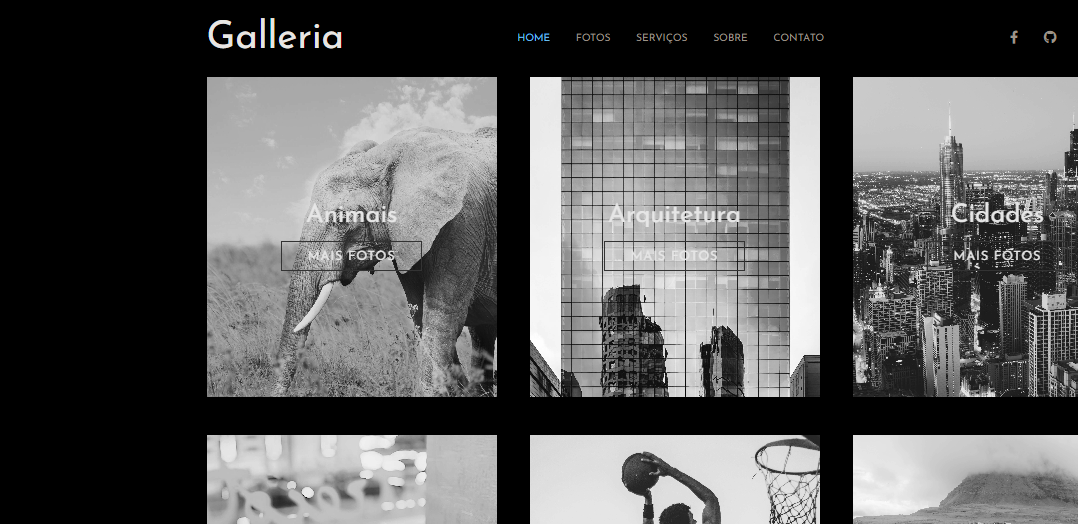 Galleria
HOME FOTOS SERVIÇOS SOBRE CONTATO
Animais
MAIS FOTOS
Arquitetura
MAIS FOTOS
Cidades
MAIS FOTOS